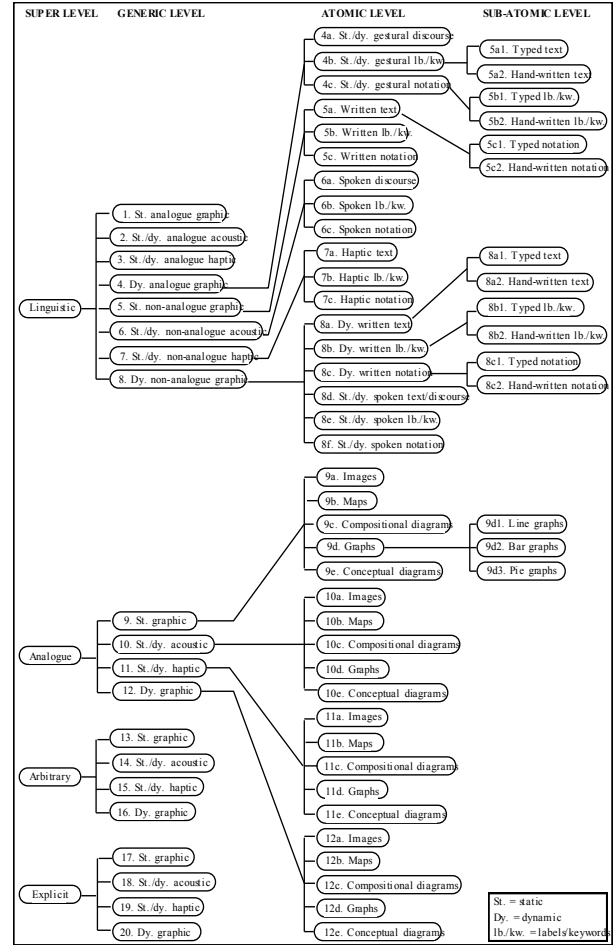 SUPER LEVEL GENERIC LEVEL ATOMIC LEVEL SUB-ATOMIC LEVEL
4a. St./dy. gestural discourse
4b. St./dy. gestural lb./kw.
4c. St./dy. gestural notation
5a. Written text
5b. Written lb./kw.
5c. Written notation
6a. Spoken discourse
6b. Spoken lb./kw.
6c. Spoken notation
7a. Haptic text
7b. Haptic lb./kw.
7c. Haptic notation
8a. Dy. written text
8b. Dy. written lb./kw.
8c. Dy. written notation
8d. St./dy. spoken text/discourse
8e. St./dy. spoken lb./kw.
8f. St./dy. spoken notation
5a1. Typed text
5a2. Hand-written text
5b1. Typed lb./kw.
5b2. Hand-written lb./kw.
5c1. Typed notation
5c2. Hand-written notation
8a1. Typed text
8a2. Hand-written text
8b1. Typed lb./kw.
8b2. Hand-written lb./kw.
8c1. Typed notation
8c2. Hand-written notation
Linguistic
1. St. analogue graphic
2. St./dy. analogue acoustic
3. St./dy. analogue haptic
4. Dy. analogue graphic
5. St. non-analogue graphic
6. St./dy. non-analogue acoustic
7. St./dy. non-analogue haptic
8. Dy. non-analogue graphic
9a. Images
9b. Maps
9c. Compositional diagrams
9d. Graphs
9e. Conceptual diagrams
9d1. Line graphs
9d2. Bar graphs
9d3. Pie graphs
Analogue
9. St. graphic
10. St./dy. acoustic
11. St./dy. haptic
12. Dy. graphic
10a. Images
10b. Maps
10c. Compositional diagrams
10d. Graphs
10e. Conceptual diagrams
11a. Images
11b. Maps
11c. Compositional diagrams
11d. Graphs
11e. Conceptual diagrams
Arbitrary
13. St. graphic
14. St./dy. acoustic
15. St./dy. haptic
16. Dy. graphic
12a. Images
12b. Maps
12c. Compositional diagrams
12d. Graphs
12e. Conceptual diagrams
Explicit
17. St. graphic
18. St./dy. acoustic
19. St./dy. haptic
20. Dy. graphic
St. = static
Dy. = dynamic
lb./kw. = labels/keywords